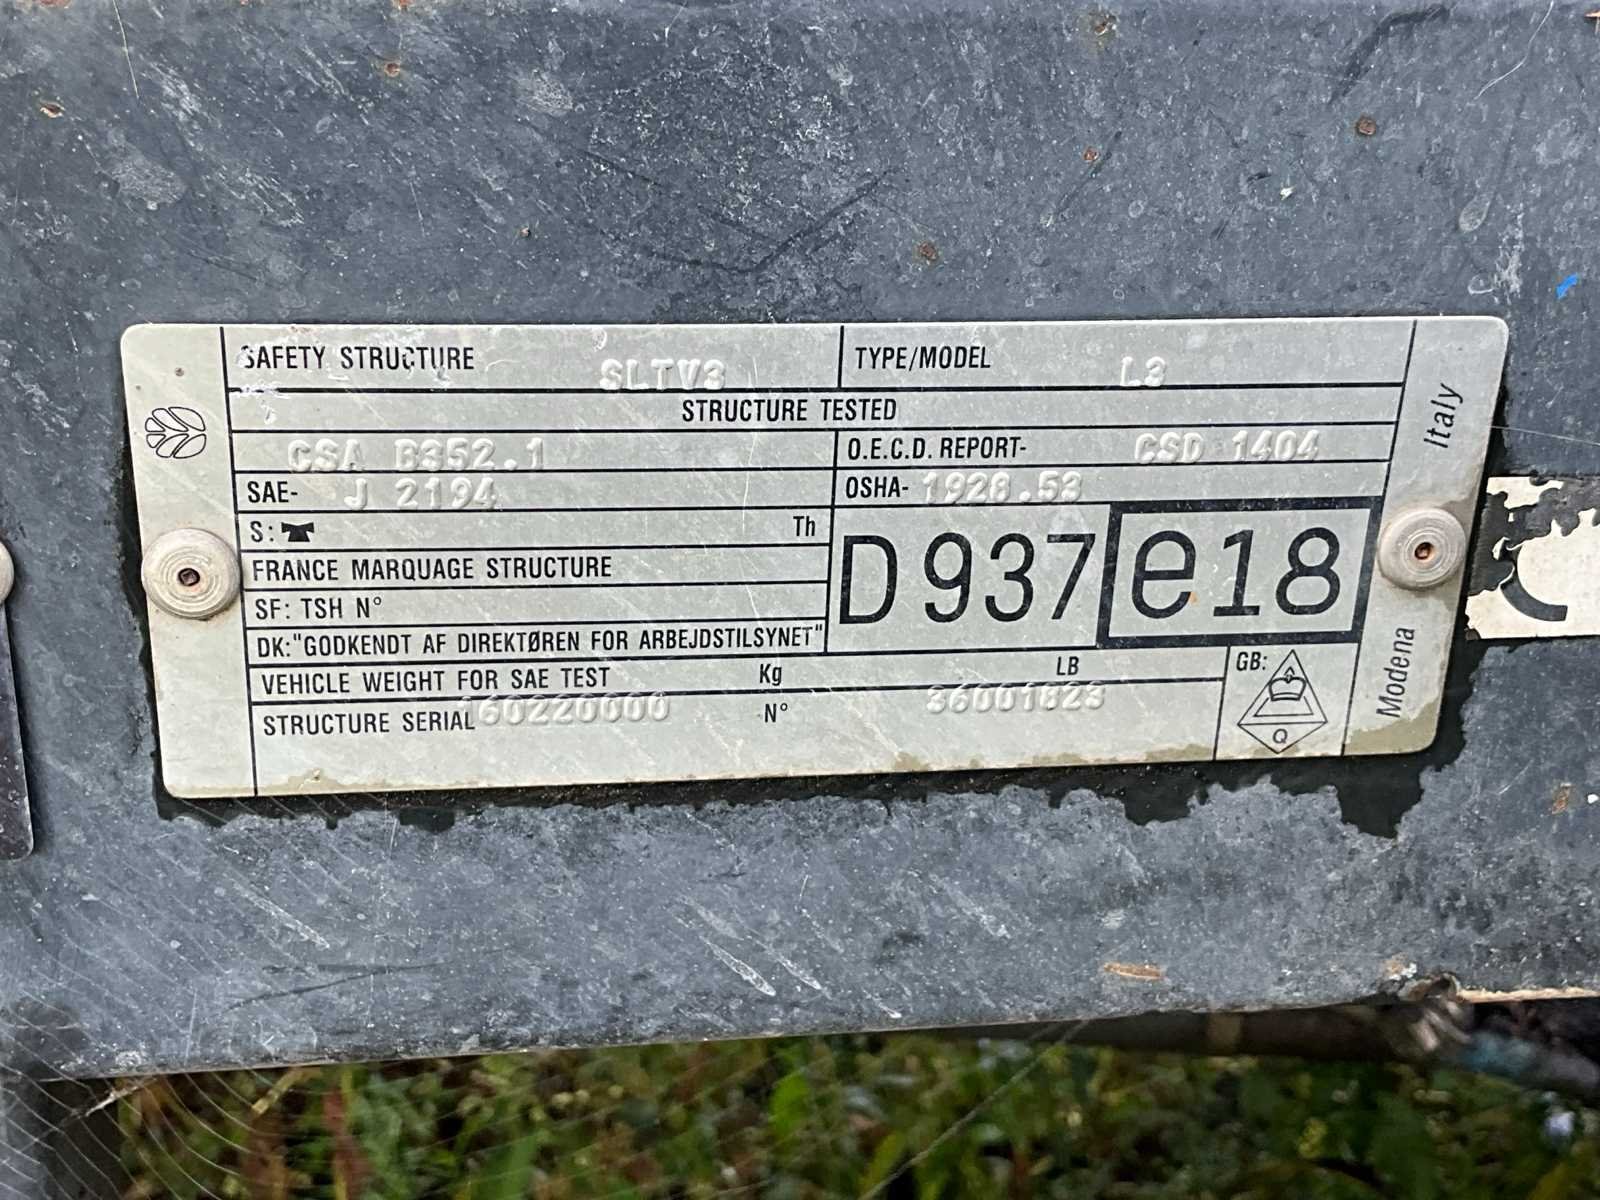 SAFETY STRUCTURE SLTV3 TYPE/MODEL L3
STRUCTURE TESTED
CSA B352.1 O.E.C.D. REPORT- CSD 1404
SAE- J 2194 OSHA- 1928.53
S: Th
D937 e18
FRANCE MARQUAGE STRUCTURE
SF: TSH N°
DK:"GODKENDT AF DIREKTØREN FOR ARBEJDSTILSYNET"
VEHICLE WEIGHT FOR SAE TEST Kg LB
STRUCTURE SERIAL 160220000 N° 36001823
GB:
Q
Modena Italy